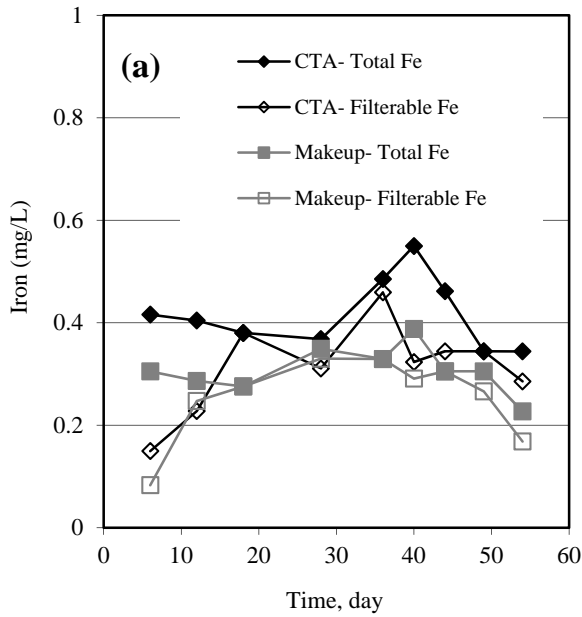 (a)
CTA- Total Fe
CTA- Filterable Fe
Makeup- Total Fe
Makeup- Filterable Fe
Iron (mg/L)
1
0.8
0.6
0.4
0.2
0
0 10 20 30 40 50 60
Time, day